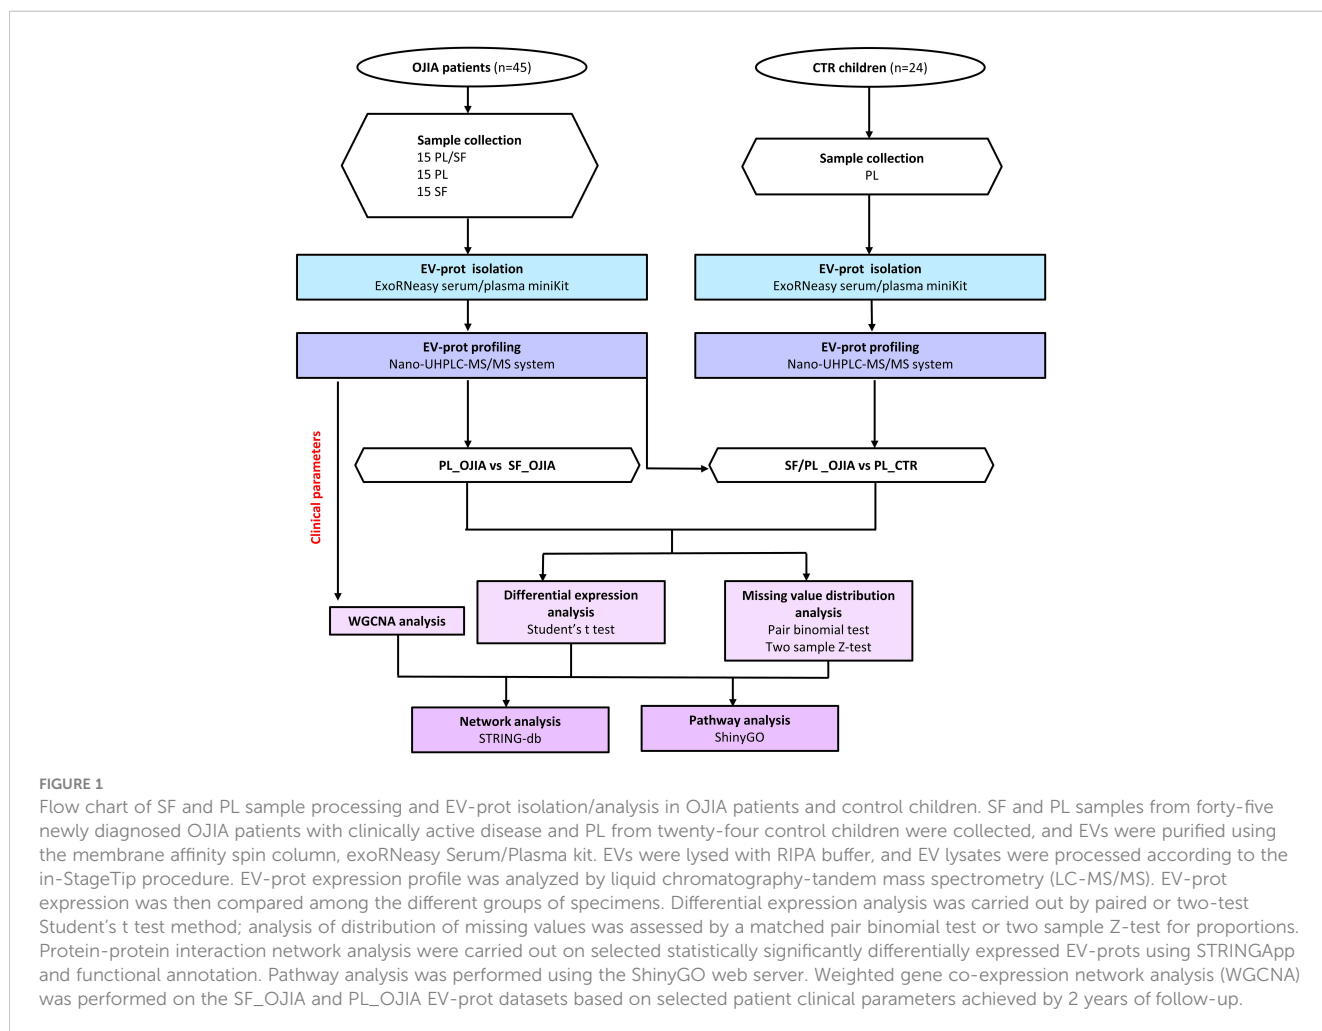 OJIA patients (n=45)
CTR children (n=24)
Sample collection
15 PL/SF
15 PL
15 SF
Sample collection
PL
EV-prot isolation
ExoRNeasy serum/plasma miniKit
EV-prot isolation
ExoRNeasy serum/plasma miniKit
EV-prot profiling
Nano-UHPLC-MS/MS system
EV-prot profiling
Nano-UHPLC-MS/MS system
Clinical parameters
PL_OJIA vs SF_OJIA
SF/PL _OJIA vs PL_CTR
WGCNA analysis
Differential expression
analysis
Student's t test
Missing value distribution
analysis
Pair binomial test
Two sample Z-test
Network analysis
STRING-db
Pathway analysis
ShinyGO
FIGURE 1
Flow chart of SF and PL sample processing and EV-prot isolation/analysis in OJIA patients and control children. SF and PL samples from forty-five
newly diagnosed OJIA patients with clinically active disease and PL from twenty-four control children were collected, and EVs were purified using
the membrane affinity spin column, exoRNeasy Serum/Plasma kit. EVs were lysed with RIPA buffer, and EV lysates were processed according to the
in-StageTip procedure. EV-prot expression profile was analyzed by liquid chromatography-tandem mass spectrometry (LC-MS/MS). EV-prot
expression was then compared among the different groups of specimens. Differential expression analysis was carried out by paired or two-test
Student's t test method; analysis of distribution of missing values was assessed by a matched pair binomial test or two sample Z-test for proportions.
Protein-protein interaction network analysis were carried out on selected statistically significantly differentially expressed EV-prots using STRINGApp
and functional annotation. Pathway analysis was performed using the ShinyGO web server. Weighted gene co-expression network analysis (WGCNA)
was performed on the SF_OJIA and PL_OJIA EV-prot datasets based on selected patient clinical parameters achieved by 2 years of follow-up.